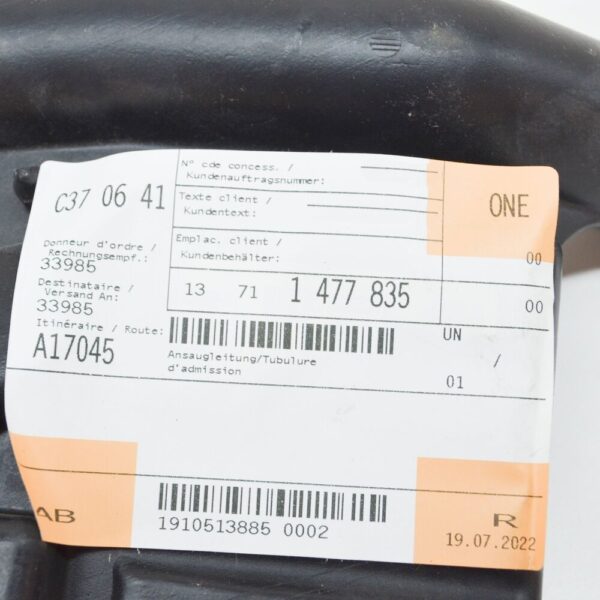 C37 06 41
N° cde concess. /
Kundenauftragsnummer:
Texte client /
Kundentext:
ONE
Emplac. client /
Kundenbehälter:
00
Donneur d'ordre /
Rechnungsempf.:
33985
13 71 1 477 835
00
Destinataire /
Versand An:
33985
Itinéraire / Route:
A17045
Ansaugleitung/Tubulure
d'admission
UN /
01
AB
1910513885 0002
R
19.07.2022